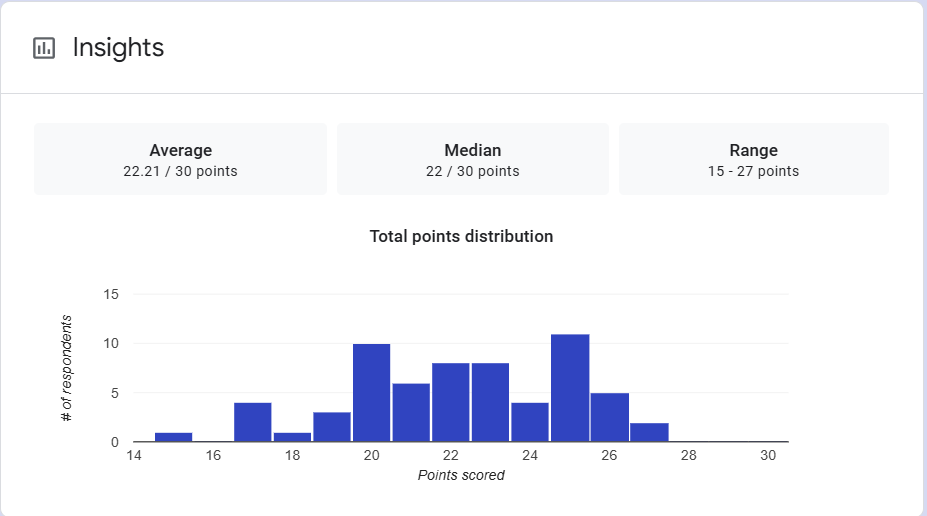 Insights
Average
22.21 / 30 points
Median
22 / 30 points
Range
15 - 27 points
Total points distribution
# of respondents
15
10
5
0
14 16 18 20 22 24 26 28 30
Points scored